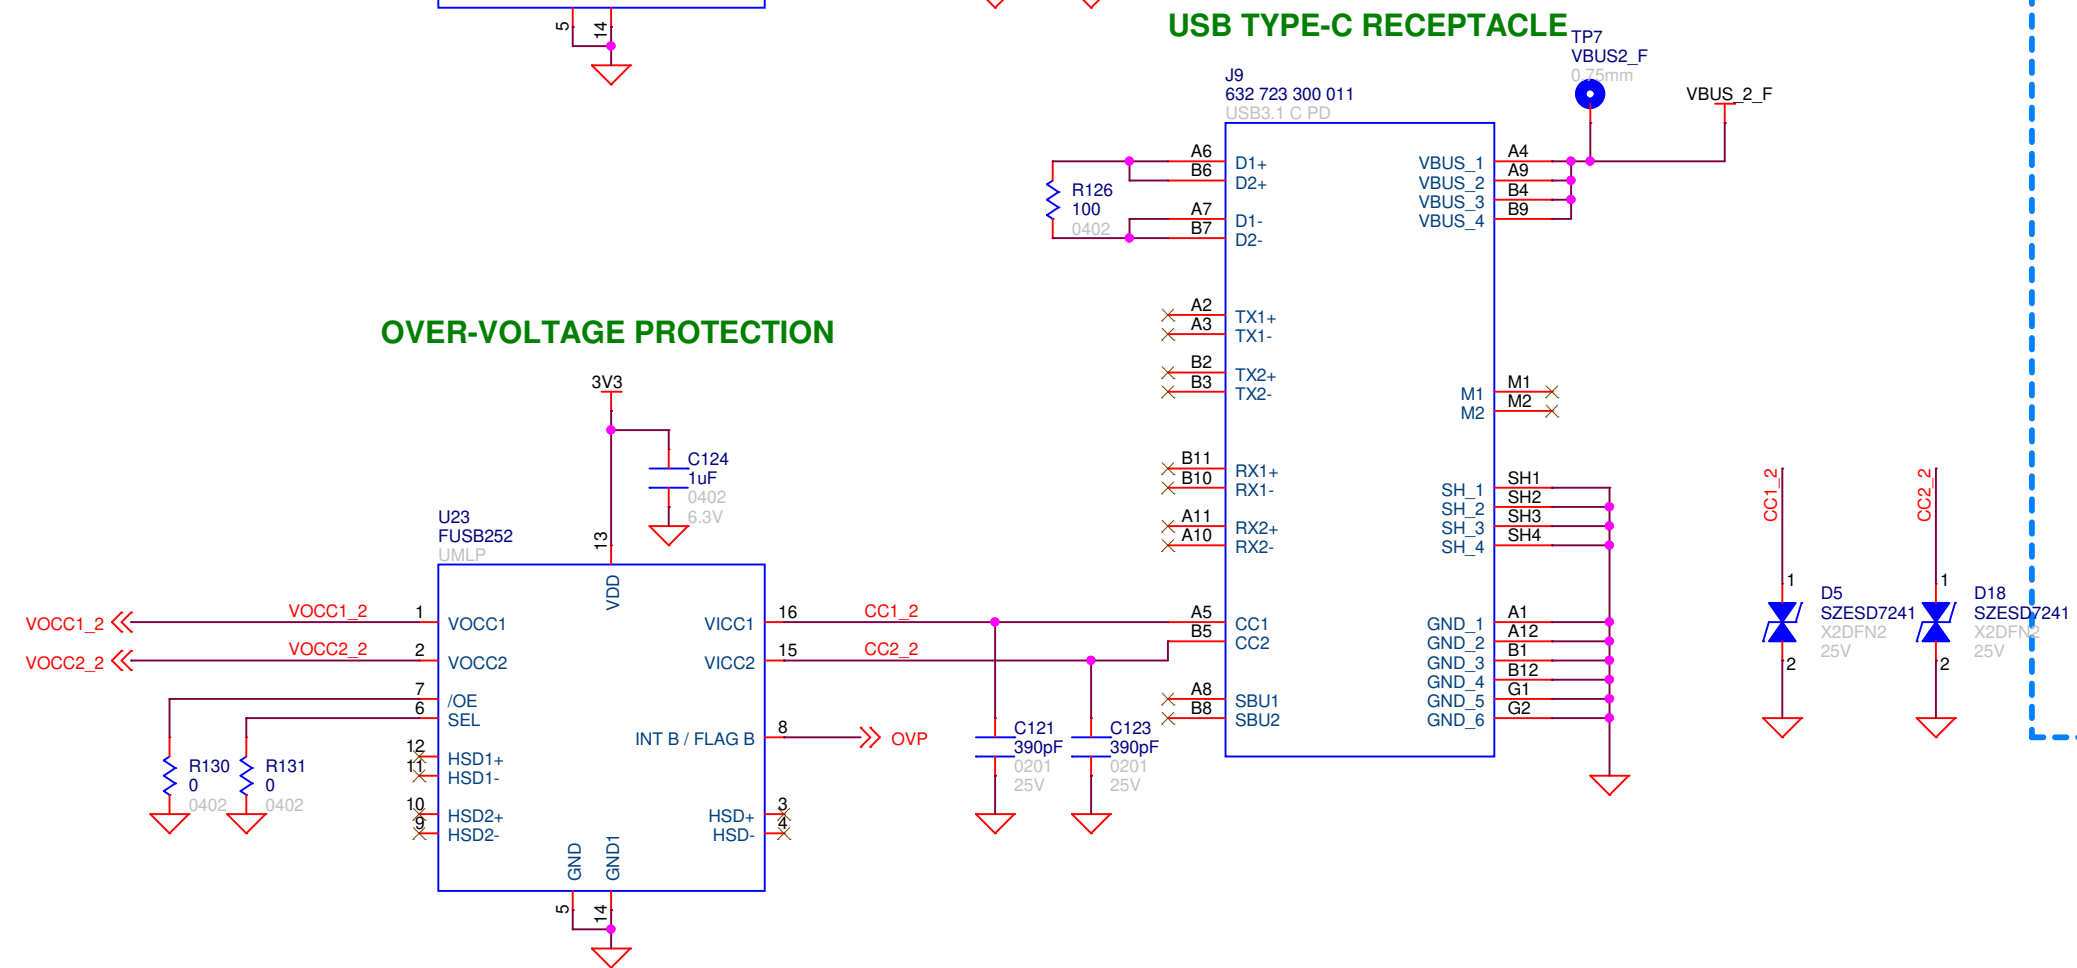 5
14
USB TYPE-C RECEPTACLE
TP7
VBUS2_F
0.75mm
VBUS_2_F
J9
632 723 300 011
USB3.1 C PD
A6
D1+
B6
D2+
A7
D1-
B7
D2-
R126
100
0402
A2
TX1+
A3
TX1-
B2
TX2+
B3
TX2-
B11
RX1+
B10
RX1-
A11
RX2+
A10
RX2-
A5
CC1
B5
CC2
A8
SBU1
B8
SBU2
VBUS_1
A4
VBUS_2
A9
VBUS_3
B4
VBUS_4
B9
M1
M1
M2
M2
SH_1
SH1
SH_2
SH2
SH_3
SH3
SH_4
SH4
GND_1
A1
GND_2
A12
GND_3
B1
GND_4
B12
GND_5
G1
GND_6
G2
OVER-VOLTAGE PROTECTION
3V3
C124
1uF
0402
6.3V
U23
FUSB252
UMLP
13
VDD
VOCC1_2
VOCC1_2
1
VOCC1
VOCC2_2
VOCC2_2
2
VOCC2
7
/OE
6
SEL
12
HSD1+
11
HSD1-
10
HSD2+
9
HSD2-
R130
0
0402
R131
0
0402
VICC1
16
CC1_2
VICC2
15
CC2_2
INT B / FLAG B
8
OVP
HSD+
3
HSD-
4
GND
GND1
5
14
C121
390pF
0201
25V
C123
390pF
0201
25V
CC1_2
1
D5
SZESD7241
X2DFN2
25V
2
CC2_2
1
D18
SZESD7241
X2DFN2
25V
2